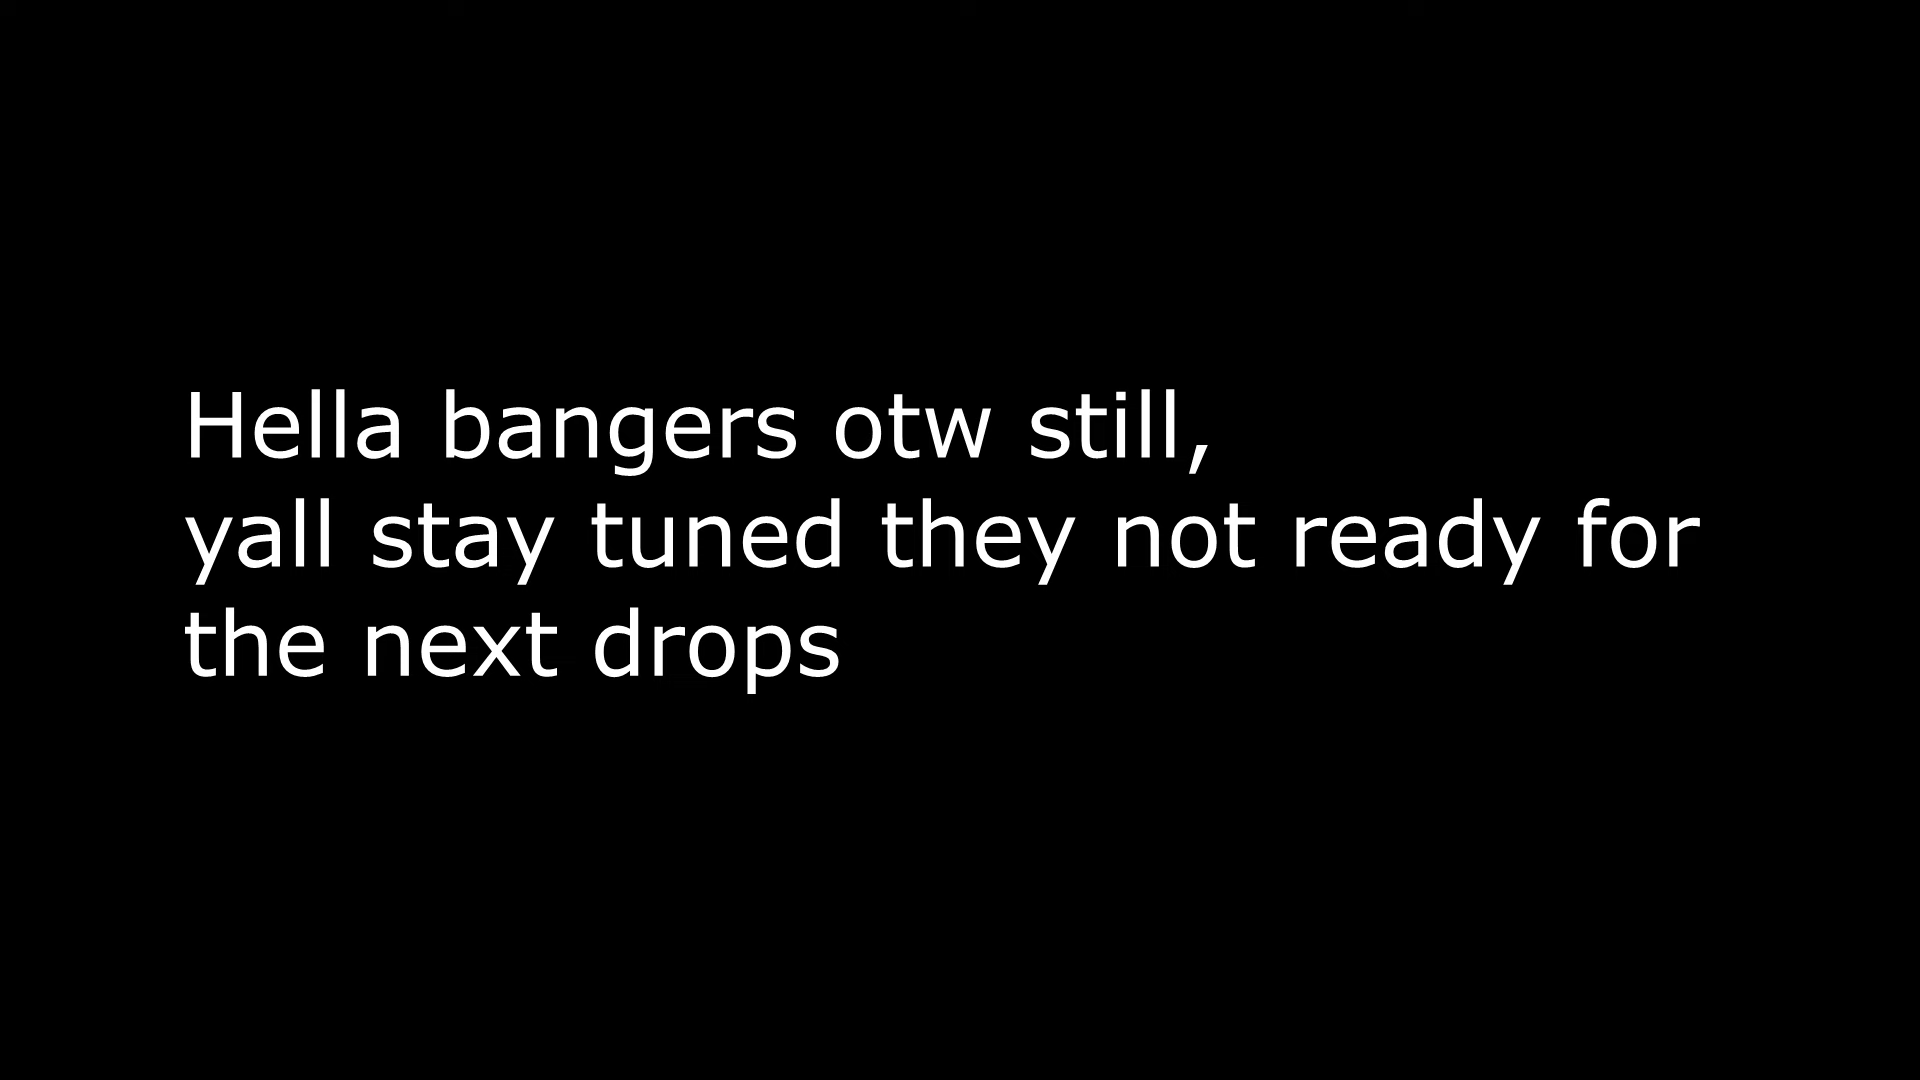 Hella bangers otw still,
yall stay tuned they not ready for
the next drops